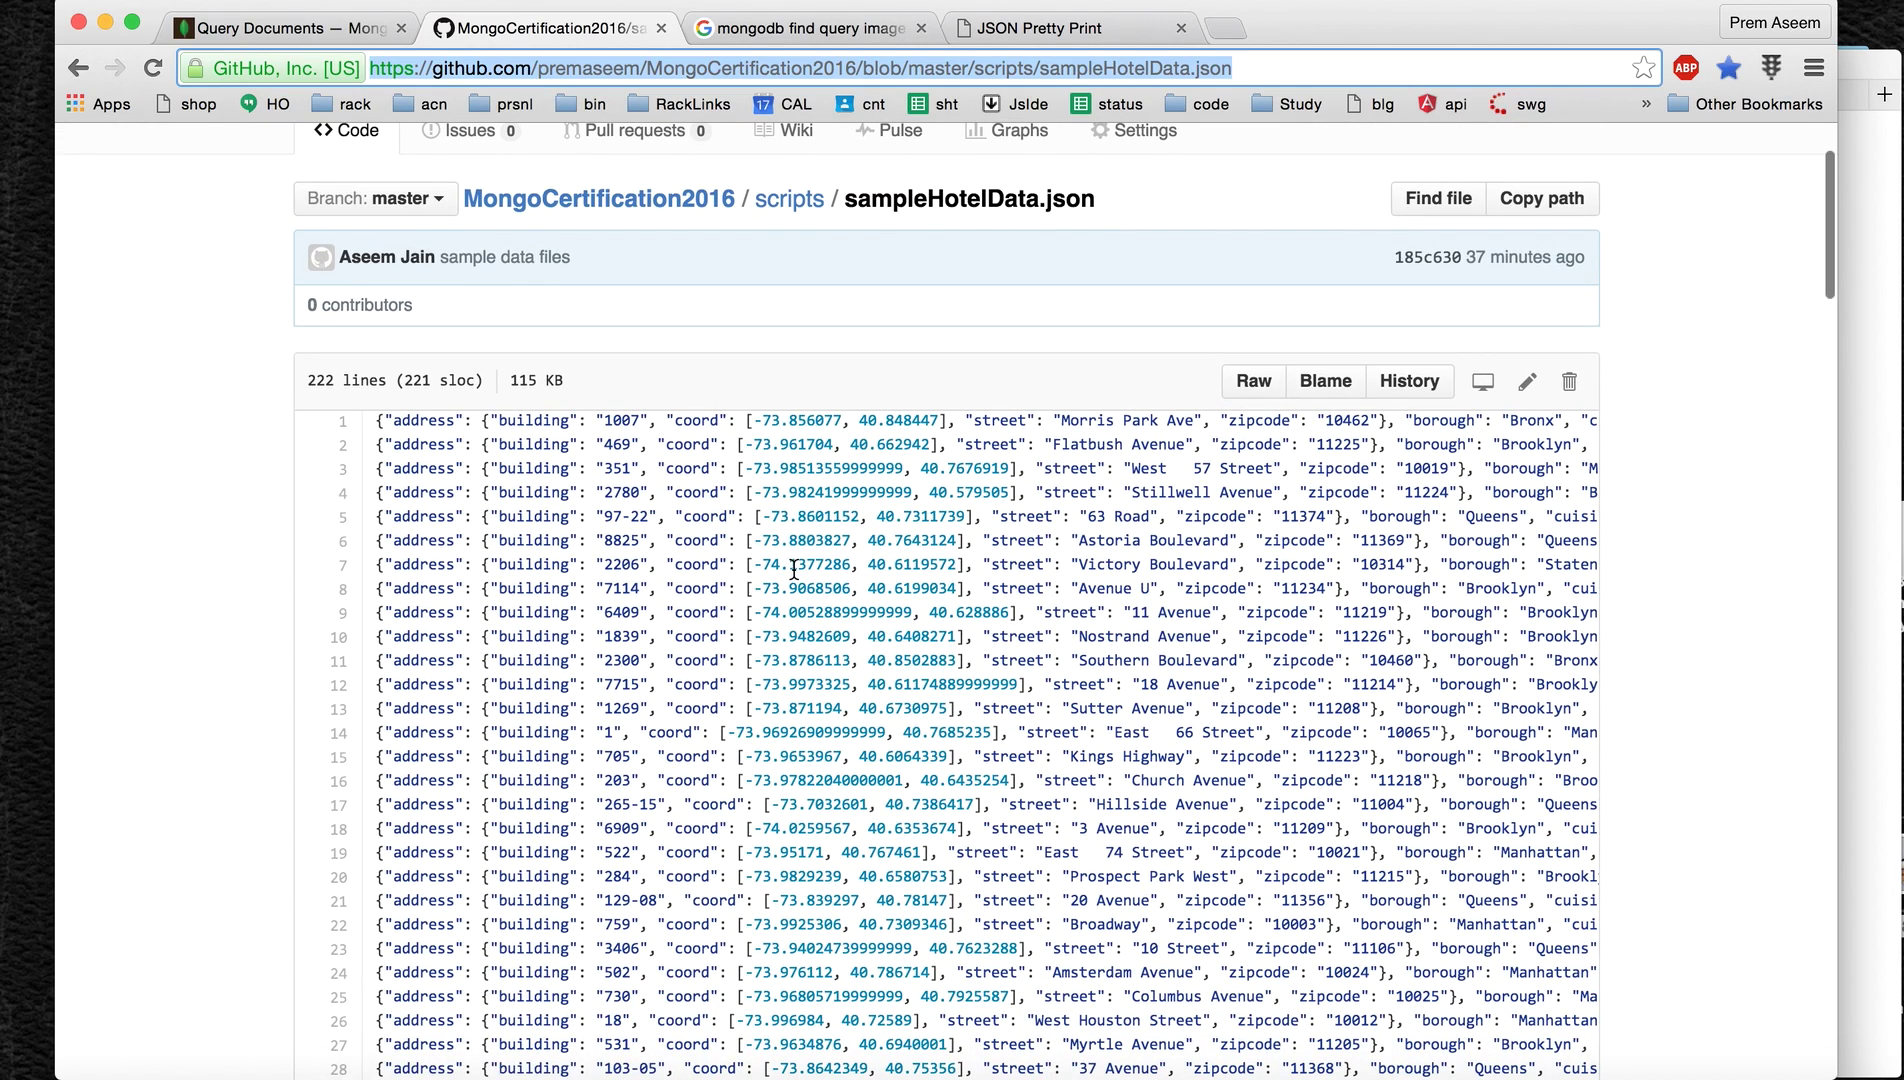 Query Documents — Mong
MongoCertification2016/sa
mongodb find query image
JSON Pretty Print
Prem Aseem
GitHub, Inc. [US] https://github.com/premaseem/MongoCertification2016/blob/master/scripts/sampleHotelData.json
ABP
Apps shop HO rack acn prsnl bin RackLinks 17 CAL cnt sht Jslde status code Study blg api swg » Other Bookmarks
Code Issues 0 Pull requests 0 Wiki Pulse Graphs Settings
Branch: master MongoCertification2016 / scripts / sampleHotelData.json Find file Copy path
Aseem Jain sample data files 185c630 37 minutes ago
0 contributors
222 lines (221 sloc) 115 KB Raw Blame History
1 {"address": {"building": "1007", "coord": [-73.856077, 40.848447], "street": "Morris Park Ave", "zipcode": "10462"}, "borough": "Bronx", "c
2 {"address": {"building": "469", "coord": [-73.961704, 40.662942], "street": "Flatbush Avenue", "zipcode": "11225"}, "borough": "Brooklyn",
3 {"address": {"building": "351", "coord": [-73.98513559999999, 40.7676919], "street": "West   57 Street", "zipcode": "10019"}, "borough": "M
4 {"address": {"building": "2780", "coord": [-73.98241999999999, 40.579505], "street": "Stillwell Avenue", "zipcode": "11224"}, "borough": "B
5 {"address": {"building": "97-22", "coord": [-73.8601152, 40.7311739], "street": "63 Road", "zipcode": "11374"}, "borough": "Queens", "cuisi
6 {"address": {"building": "8825", "coord": [-73.8803827, 40.7643124], "street": "Astoria Boulevard", "zipcode": "11369"}, "borough": "Queens
7 {"address": {"building": "2206", "coord": [-74.1377286, 40.6119572], "street": "Victory Boulevard", "zipcode": "10314"}, "borough": "Staten
8 {"address": {"building": "7114", "coord": [-73.9068506, 40.6199034], "street": "Avenue U", "zipcode": "11234"}, "borough": "Brooklyn", "cui
9 {"address": {"building": "6409", "coord": [-74.00528899999999, 40.628886], "street": "11 Avenue", "zipcode": "11219"}, "borough": "Brooklyn
10 {"address": {"building": "1839", "coord": [-73.9482609, 40.6408271], "street": "Nostrand Avenue", "zipcode": "11226"}, "borough": "Brooklyn
11 {"address": {"building": "2300", "coord": [-73.8786113, 40.8502883], "street": "Southern Boulevard", "zipcode": "10460"}, "borough": "Bronx
12 {"address": {"building": "7715", "coord": [-73.9973325, 40.61174889999999], "street": "18 Avenue", "zipcode": "11214"}, "borough": "Brookly
13 {"address": {"building": "1269", "coord": [-73.871194, 40.6730975], "street": "Sutter Avenue", "zipcode": "11208"}, "borough": "Brooklyn",
14 {"address": {"building": "1", "coord": [-73.96926909999999, 40.7685235], "street": "East   66 Street", "zipcode": "10065"}, "borough": "Man
15 {"address": {"building": "705", "coord": [-73.9653967, 40.6064339], "street": "Kings Highway", "zipcode": "11223"}, "borough": "Brooklyn",
16 {"address": {"building": "203", "coord": [-73.97822040000001, 40.6435254], "street": "Church Avenue", "zipcode": "11218"}, "borough": "Broo
17 {"address": {"building": "265-15", "coord": [-73.7032601, 40.7386417], "street": "Hillside Avenue", "zipcode": "11004"}, "borough": "Queens
18 {"address": {"building": "6909", "coord": [-74.0259567, 40.6353674], "street": "3 Avenue", "zipcode": "11209"}, "borough": "Brooklyn", "cui
19 {"address": {"building": "522", "coord": [-73.95171, 40.767461], "street": "East   74 Street", "zipcode": "10021"}, "borough": "Manhattan",
20 {"address": {"building": "284", "coord": [-73.9829239, 40.6580753], "street": "Prospect Park West", "zipcode": "11215"}, "borough": "Brookl
21 {"address": {"building": "129-08", "coord": [-73.839297, 40.78147], "street": "20 Avenue", "zipcode": "11356"}, "borough": "Queens", "cuisi
22 {"address": {"building": "759", "coord": [-73.9925306, 40.7309346], "street": "Broadway", "zipcode": "10003"}, "borough": "Manhattan", "cui
23 {"address": {"building": "3406", "coord": [-73.94024739999999, 40.7623288], "street": "10 Street", "zipcode": "11106"}, "borough": "Queens"
24 {"address": {"building": "502", "coord": [-73.976112, 40.786714], "street": "Amsterdam Avenue", "zipcode": "10024"}, "borough": "Manhattan"
25 {"address": {"building": "730", "coord": [-73.96805719999999, 40.7925587], "street": "Columbus Avenue", "zipcode": "10025"}, "borough": "Ma
26 {"address": {"building": "18", "coord": [-73.996984, 40.72589], "street": "West Houston Street", "zipcode": "10012"}, "borough": "Manhattan
27 {"address": {"building": "531", "coord": [-73.9634876, 40.6940001], "street": "Myrtle Avenue", "zipcode": "11205"}, "borough": "Brooklyn",
28 {"address": {"building": "103-05", "coord": [-73.8642349, 40.75356], "street": "37 Avenue", "zipcode": "11368"}, "borough": "Queens", "cuis